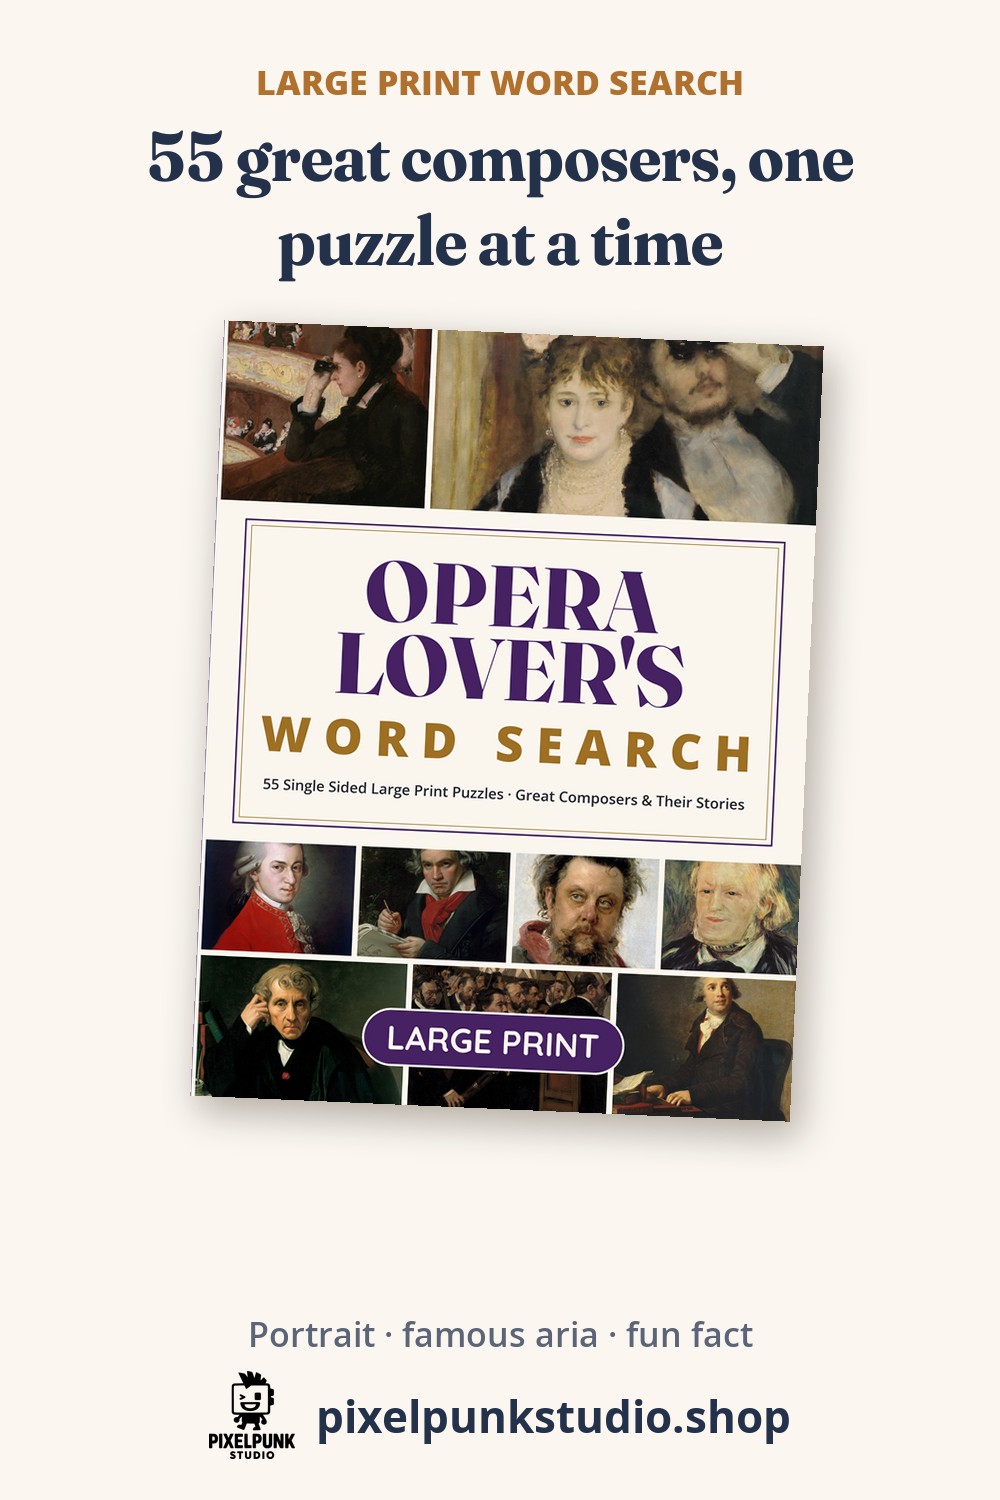 LARGE PRINT WORD SEARCH
55 great composers, one
puzzle at a time
OPERA
LOVER'S
WORD SEARCH
55 Single Sided Large Print Puzzles · Great Composers & Their Stories
LARGE PRINT
Portrait · famous aria · fun fact
PIXELPUNK
STUDIO
pixelpunkstudio.shop